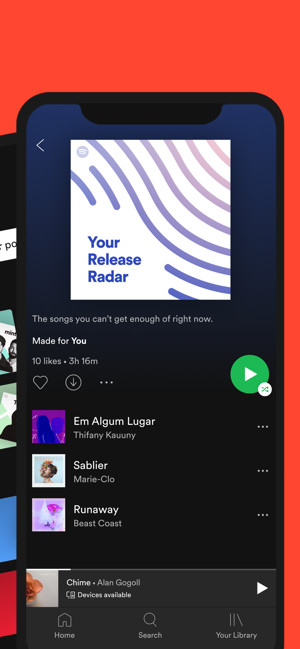 Your
Release
Radar
The songs you can't get enough of right now.
Made for You
10 likes • 3h 16m
Em Algum Lugar
Thifany Kauuny
Sablier
Marie-Clo
Runaway
Beast Coast
Chime • Alan Gogoll
Devices available
Home
Search
Your Library